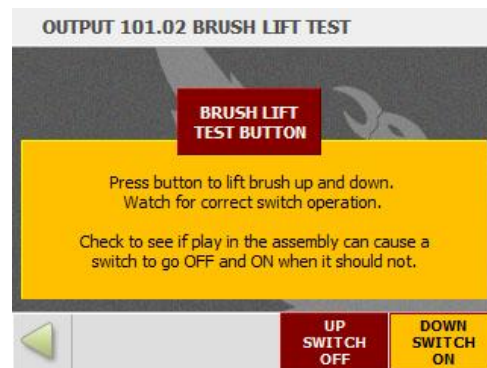 OUTPUT 101.02 BRUSH LIFT TEST
BRUSH LIFT
TEST BUTTON
Press button to lift brush up and down.
Watch for correct switch operation.
Check to see if play in the assembly can cause a
switch to go OFF and ON when it should not.
UP
SWITCH
OFF
DOWN
SWITCH
ON